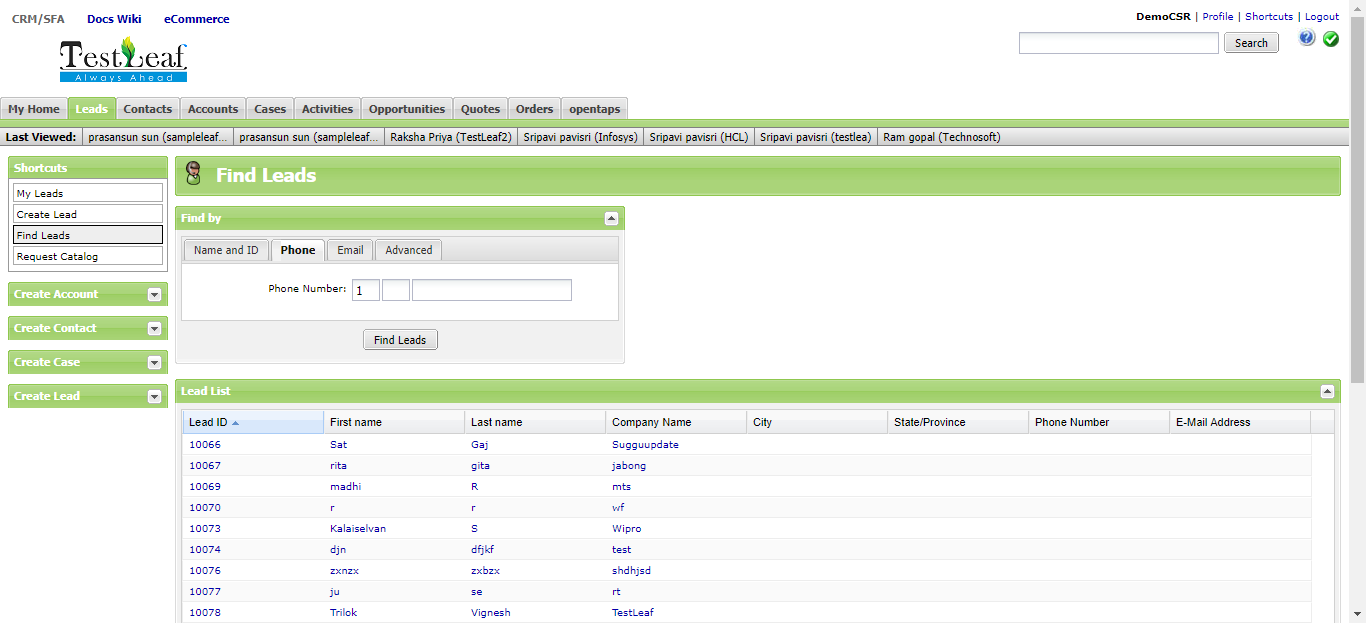 CRM/SFA Docs Wiki eCommerce
DemoCSR | Profile | Shortcuts | Logout
TestLeaf
Always Ahead
Search
My Home Leads Contacts Accounts Cases Activities Opportunities Quotes Orders opentaps
Last Viewed: prasansun sun (sampleleaf... prasansun sun (sampleleaf... Raksha Priya (TestLeaf2) Sripavi pavisri (Infosys) Sripavi pavisri (HCL) Sripavi pavisri (testlea) Ram gopal (Technosoft)
Shortcuts
My Leads
Create Lead
Find Leads
Request Catalog
Create Account
Create Contact
Create Case
Create Lead
Find Leads
Find by
Name and ID Phone Email Advanced
Phone Number: 1
Find Leads
Lead List
Lead ID First name Last name Company Name City State/Province Phone Number E-Mail Address
10066 Sat Gaj Sugguupdate
10067 rita gita jabong
10069 madhi R mts
10070 r r wf
10073 Kalaiselvan S Wipro
10074 djn dfjkf test
10076 zxnzx zxbzx shdhjsd
10077 ju se rt
10078 Trilok Vignesh TestLeaf